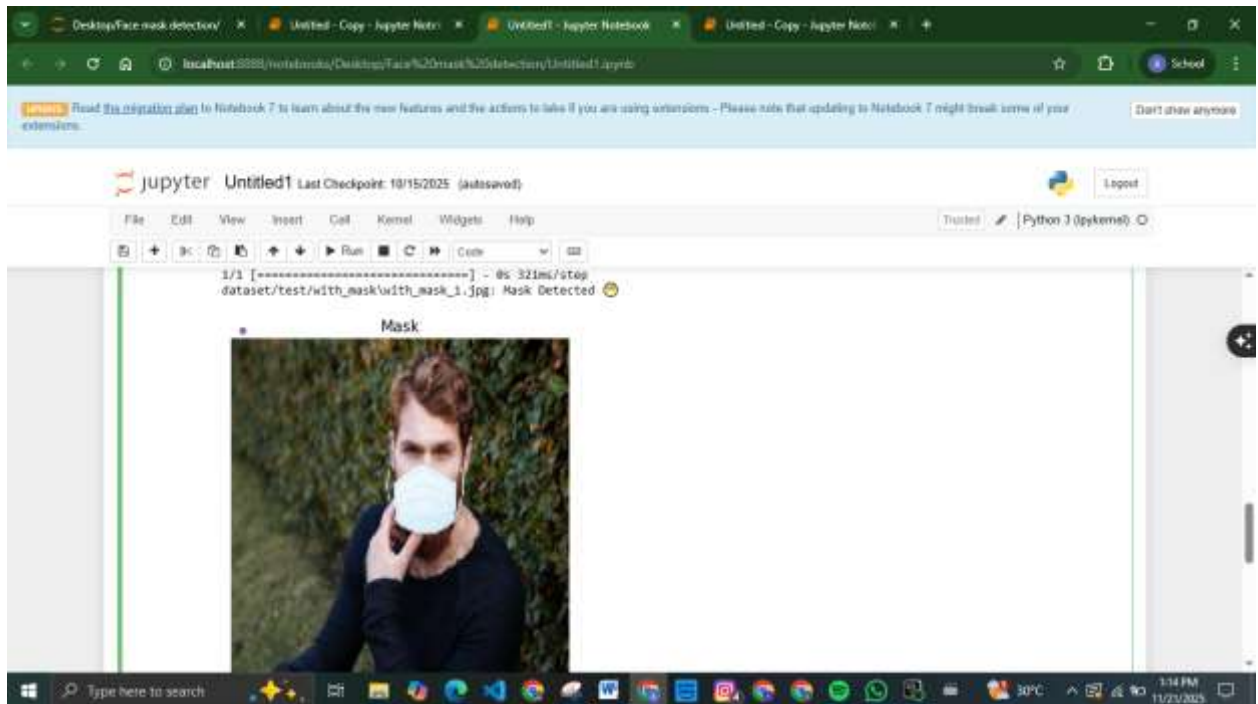 Desktop/Face mask detection/
Untitled - Copy - Jupyter Note
Untitled1 - Jupyter Notebook
Untitled - Copy - Jupyter Note
localhost:8888/notebooks/Desktop/Face%20mask%20detection/Untitled1.ipynb
School
Read the migration plan to Notebook 7 to learn about the new features and the actions to take if you are using extensions - Please note that updating to Notebook 7 might break some of your
extensions.
Don't show anymore
jupyter Untitled1 Last Checkpoint: 10/15/2025 (autosaved)
Logout
File Edit View Insert Cell Kernel Widgets Help
Trusted Python 3 (ipykernel)
Run Code
1/1 [==============================] - 0s 321ms/step
dataset/test/with_mask\with_mask_1.jpg: Mask Detected 😷
Mask
Type here to search
30°C
1:14 PM
11/21/2025